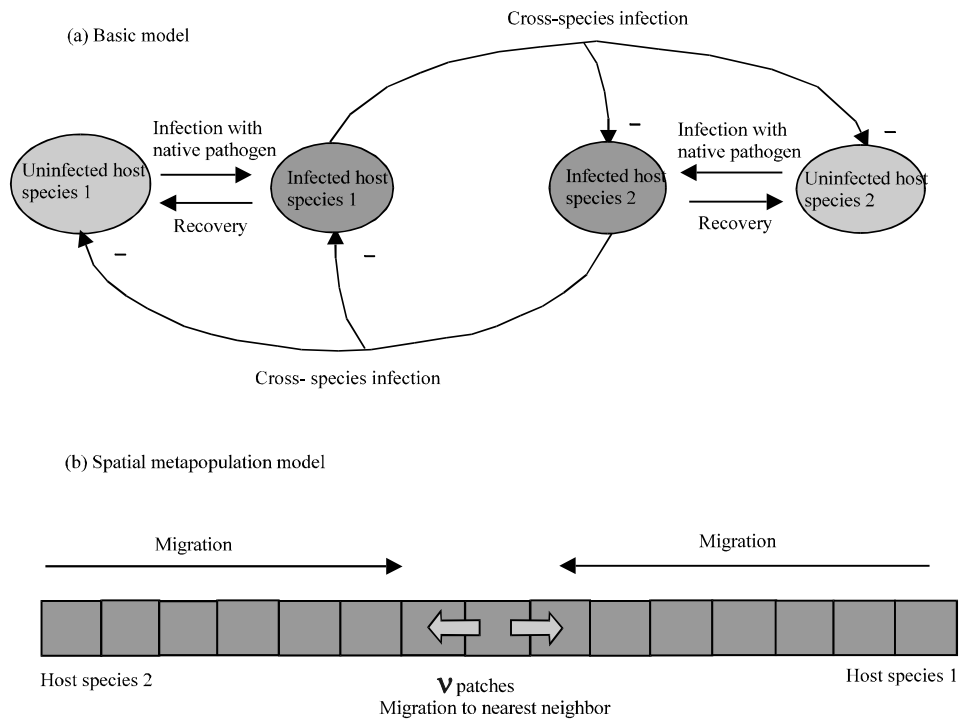 (a) Basic model
Cross-species infection
Infection with
native pathogen
Recovery
Uninfected host
species 1
Infected host
species 1
Infected host
species 2
Infection with
native pathogen
Recovery
Uninfected host
species 2
–
–
–
–
Cross- species infection
(b) Spatial metapopulation model
Migration
Migration
Host species 2
ν patches
Migration to nearest neighbor
Host species 1